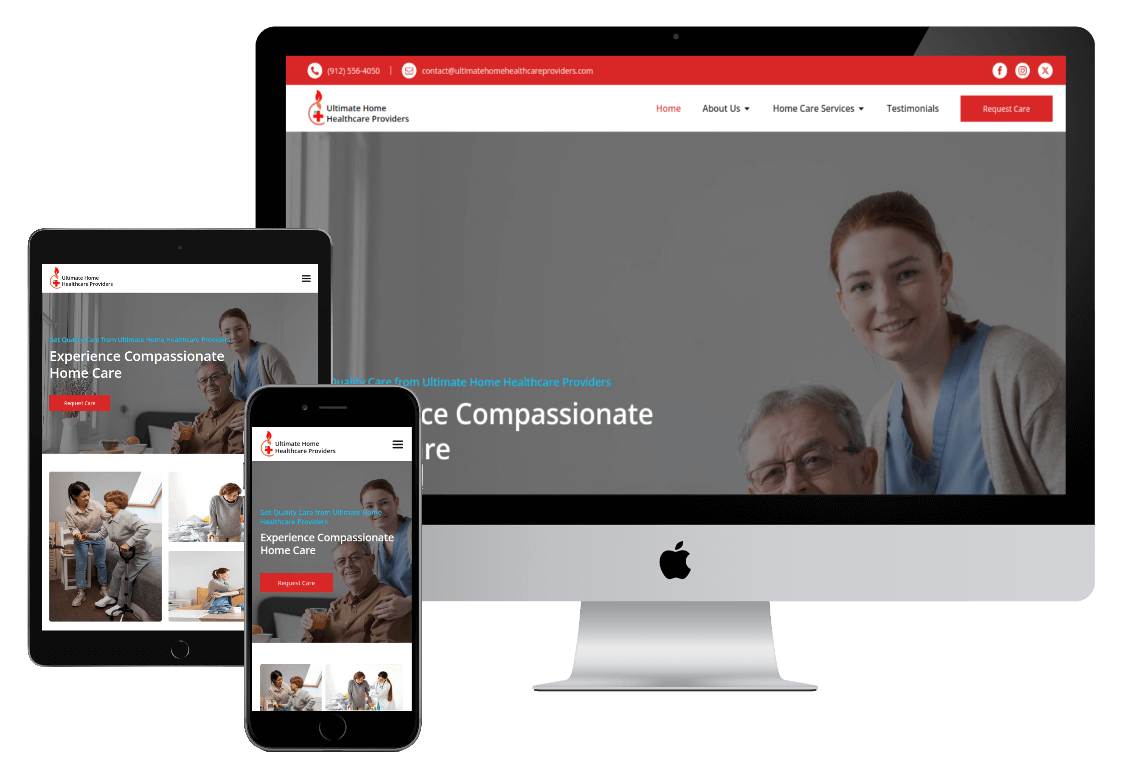 (912) 556-4050 | contact@ultimatehomehealthcareproviders.com
Ultimate Home
Healthcare Providers
Home About Us Home Care Services Testimonials Request Care
Quality Care from Ultimate Home Healthcare Providers
ce Compassionate
re
Ultimate Home
Healthcare Providers
Get Quality Care from Ultimate Home Healthcare Providers
Experience Compassionate
Home Care
Request Care
Ultimate Home
Healthcare Providers
Get Quality Care from Ultimate Home
Healthcare Providers
Experience Compassionate
Home Care
Request Care